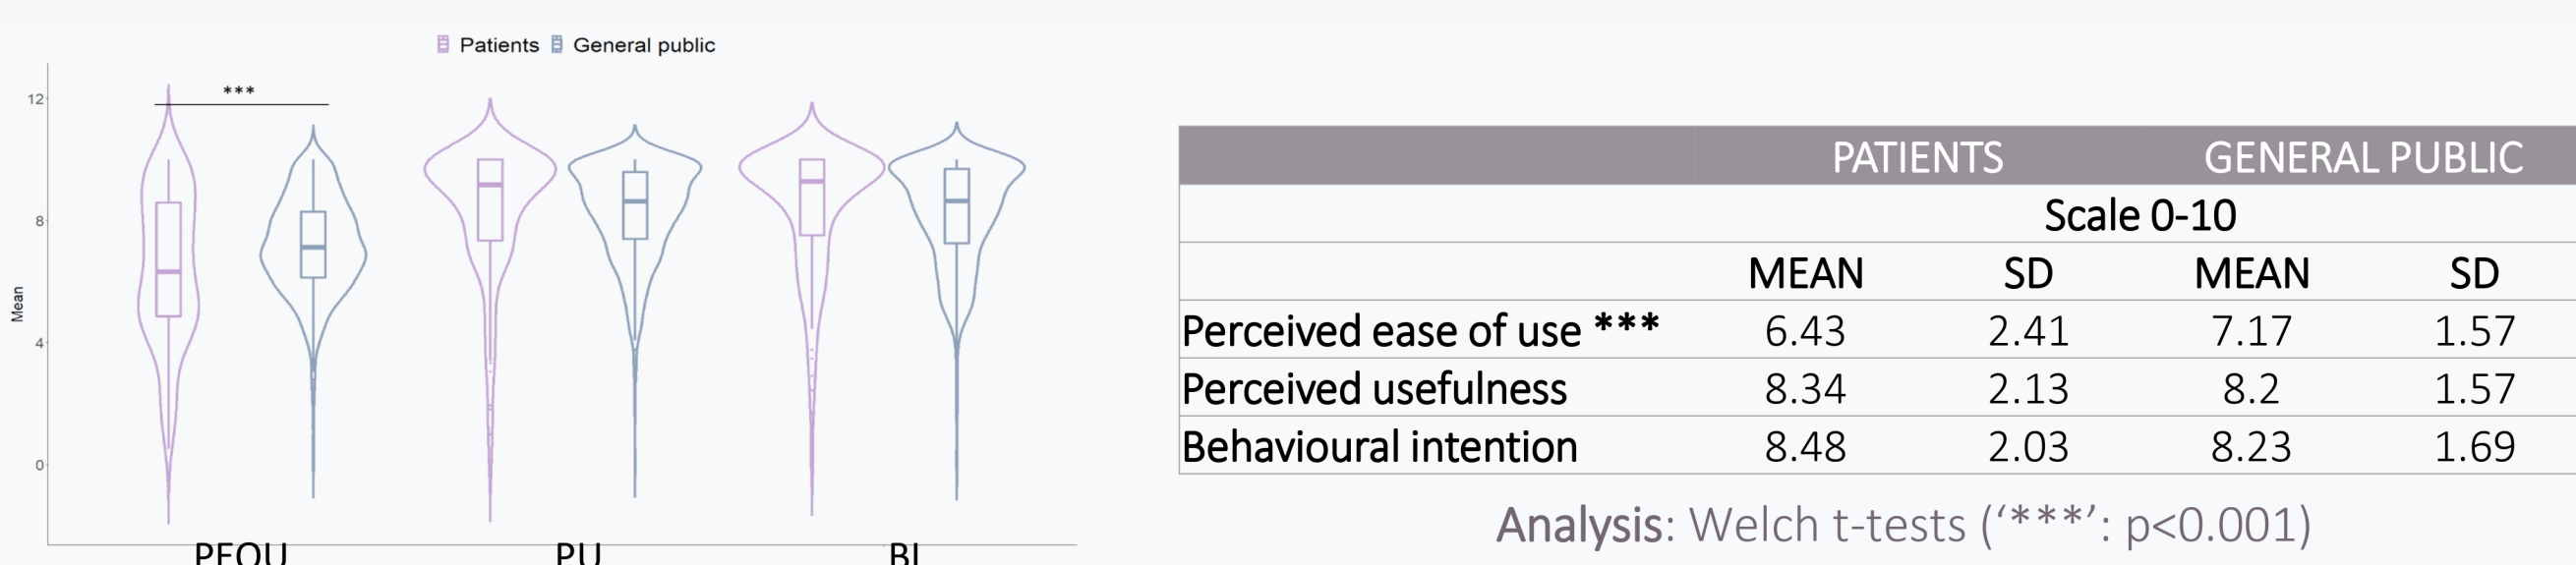 Patients General public
***
12
8
4
0
Mean
PEOU PU BI
PATIENTS GENERAL PUBLIC
Scale 0-10
MEAN SD MEAN SD
Perceived ease of use *** 6.43 2.41 7.17 1.57
Perceived usefulness 8.34 2.13 8.2 1.57
Behavioural intention 8.48 2.03 8.23 1.69
Analysis: Welch t-tests (‘***’: p<0.001)